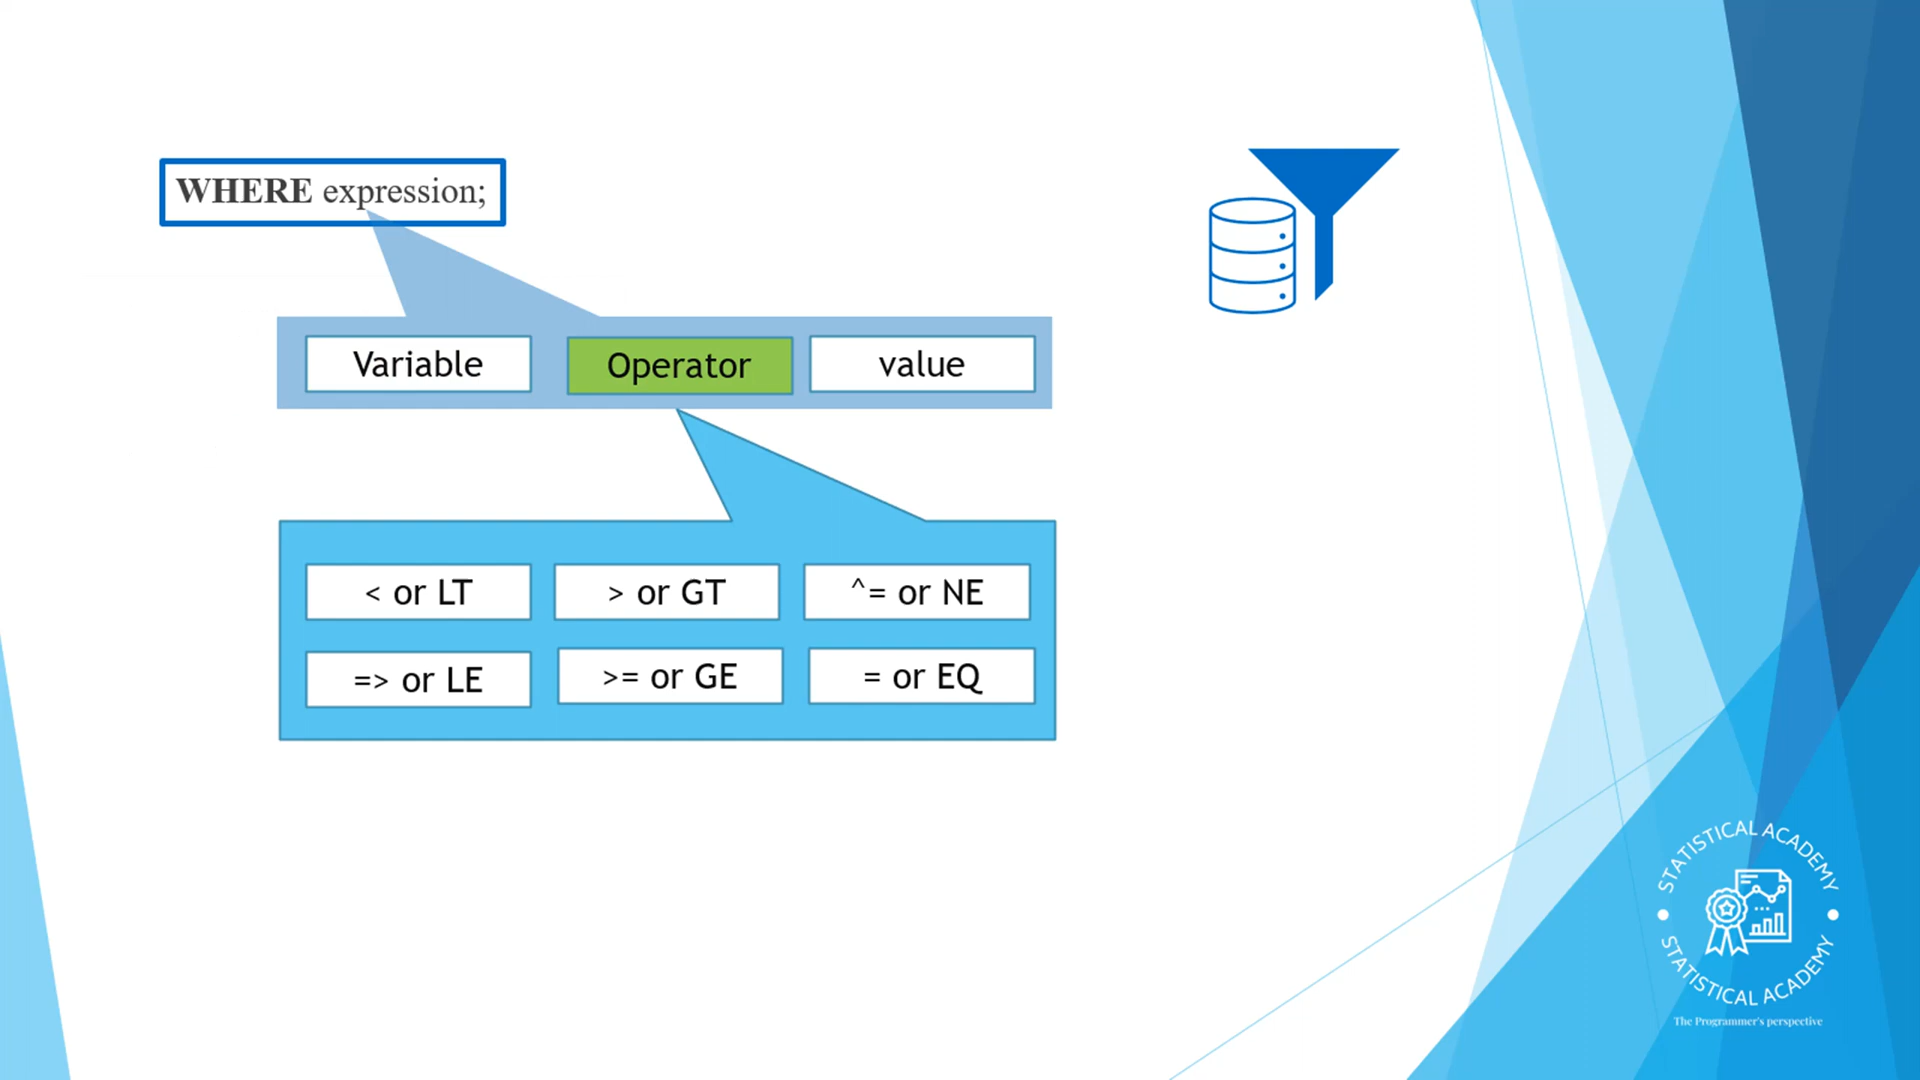 WHERE expression;
Variable
Operator
value
< or LT
> or GT
^= or NE
=> or LE
>= or GE
= or EQ
STATISTICAL ACADEMY
STATISTICAL ACADEMY
The Programmer's perspective